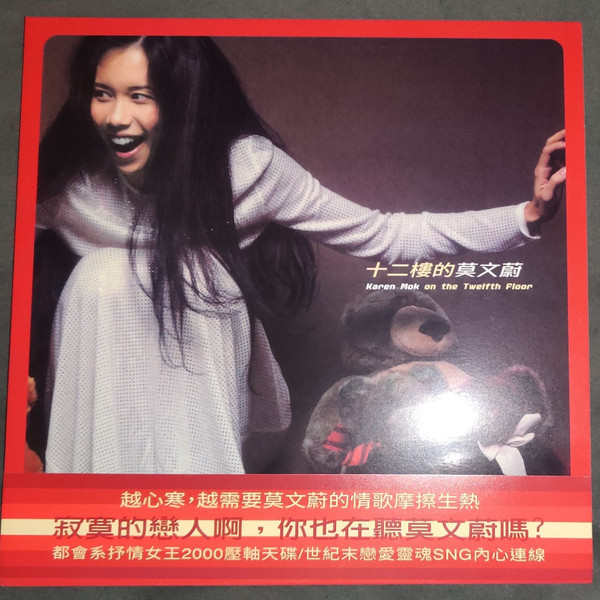 十二樓的莫文蔚
Karen Mok on the Twelfth Floor
越心寒，越需要莫文蔚的情歌摩擦生熱
寂寞的戀人啊，你也在聽莫文蔚嗎？
都會系抒情女王2000壓軸天碟/世紀末戀愛靈魂SNG內心連線